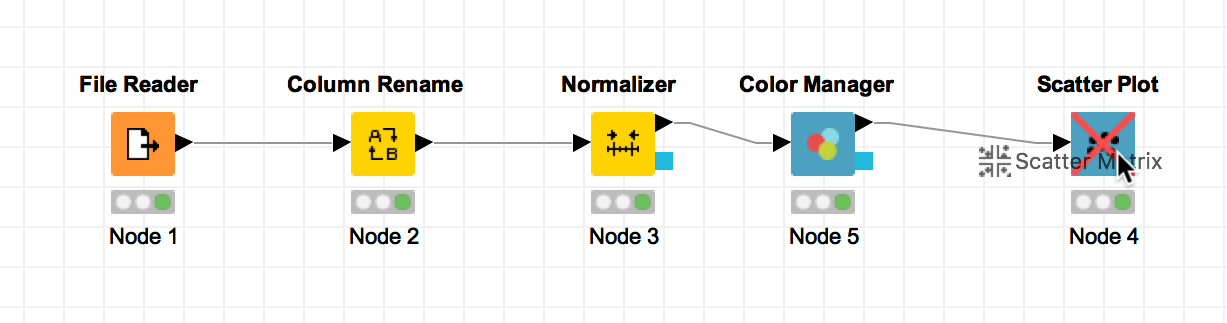 File Reader
Column Rename
Normalizer
Color Manager
Scatter Plot
A
B
Scatter Matrix
Node 1
Node 2
Node 3
Node 5
Node 4